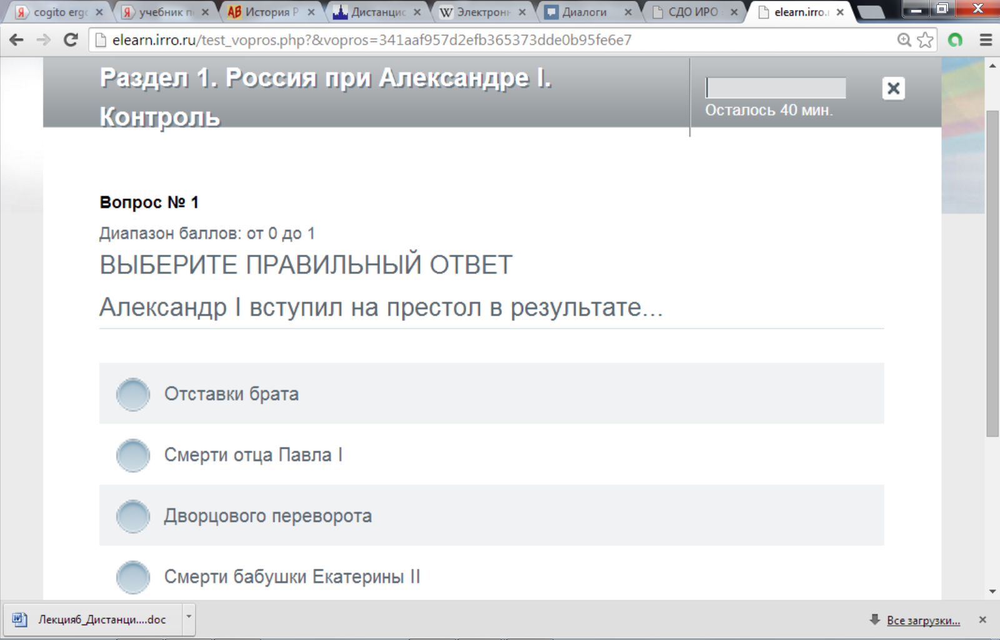 cogito ergo
учебник п
История Р
Дистанцис
Электронн
Диалоги
СДО ИРО
elearn.irro.
elearn.irro.ru/test_vopros.php?&vopros=341aaf957d2efb365373dde0b95fe6e7
Раздел 1. Россия при Александре I.
Контроль
Осталось 40 мин.
Вопрос № 1
Диапазон баллов: от 0 до 1
ВЫБЕРИТЕ ПРАВИЛЬНЫЙ ОТВЕТ
Александр I вступил на престол в результате...
Отставки брата
Смерти отца Павла I
Дворцового переворота
Смерти бабушки Екатерины II
Лекция6_Дистанци....doc
Все загрузки...